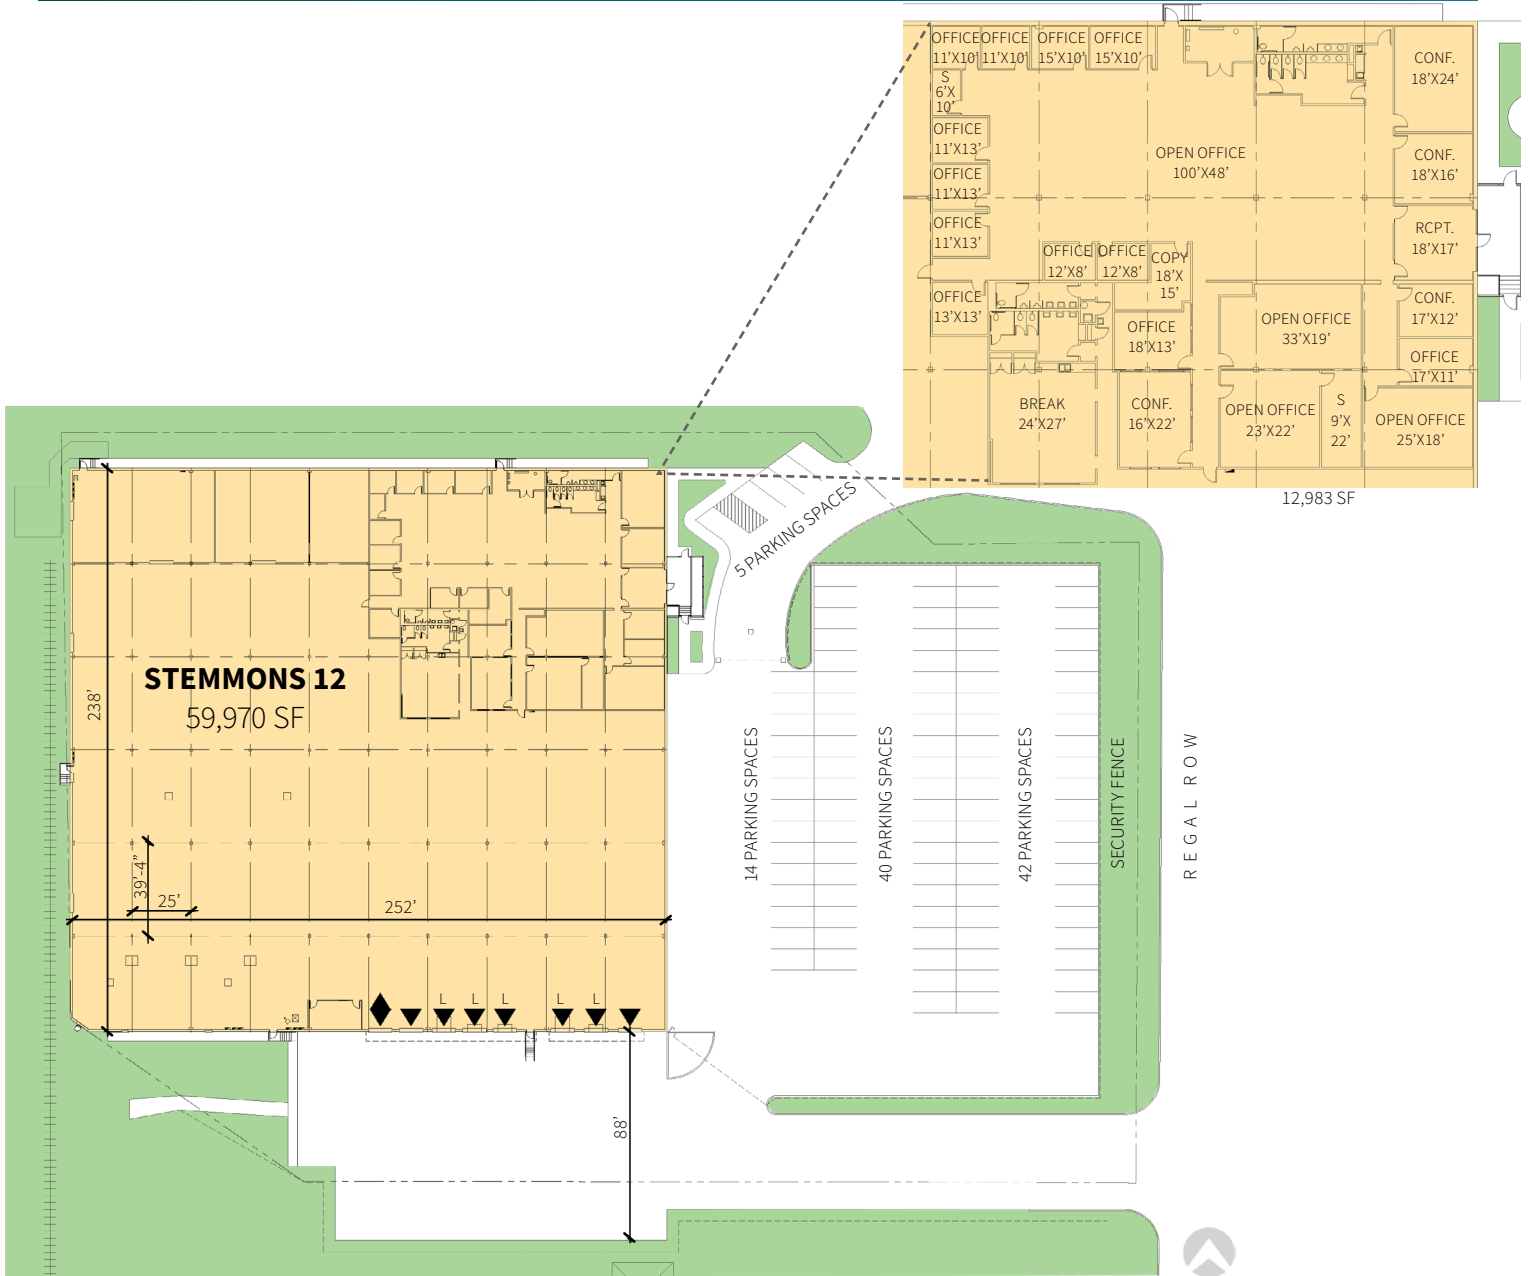 OFFICE
11'X10'
OFFICE
11'X10'
OFFICE
15'X10'
OFFICE
15'X10'
CONF.
18'X24'
S
6'X
10'
OFFICE
11'X13'
OPEN OFFICE
100'X48'
CONF.
18'X16'
OFFICE
11'X13'
OFFICE
11'X13'
RCPT.
18'X17'
OFFICE
12'X8'
OFFICE
12'X8'
COPY
18'X
15'
OFFICE
13'X13'
CONF.
17'X12'
OFFICE
18'X13'
OPEN OFFICE
33'X19'
OFFICE
17'X11'
BREAK
24'X27'
CONF.
16'X22'
OPEN OFFICE
23'X22'
S
9'X
22'
OPEN OFFICE
25'X18'
12,983 SF
5 PARKING SPACES
STEMMONS 12
59,970 SF
238'
14 PARKING SPACES
40 PARKING SPACES
42 PARKING SPACES
SECURITY FENCE
REGAL ROW
39'-4"
25'
252'
L
L
L
L
L
88'